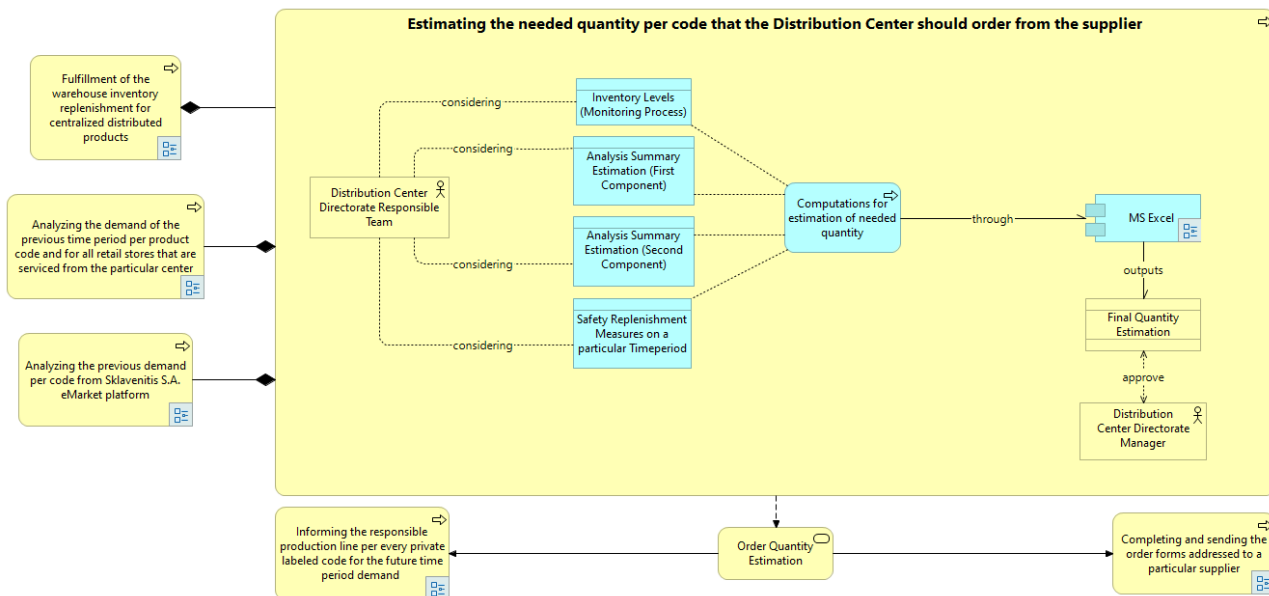 Estimating the needed quantity per code that the Distribution Center should order from the supplier
Fulfillment of the
warehouse inventory
replenishment for
centralized distributed
products
Analyzing the demand of the
previous time period per product
code and for all retail stores that are
serviced from the particular center
Analyzing the previous demand
per code from Sklavenitis S.A.
eMarket platform
Distribution Center
Directorate Responsible
Team
considering
considering
considering
considering
Inventory Levels
(Monitoring Process)
Analysis Summary
Estimation (First
Component)
Analysis Summary
Estimation (Second
Component)
Safety Replenishment
Measures on a
particular Timeperiod
Computations for
estimation of needed
quantity
through
MS Excel
outputs
Final Quantity
Estimation
approve
Distribution
Center Directorate
Manager
Informing the responsible
production line per every private
labeled code for the future time
period demand
Order Quantity
Estimation
Completing and sending the
order forms addressed to a
particular supplier